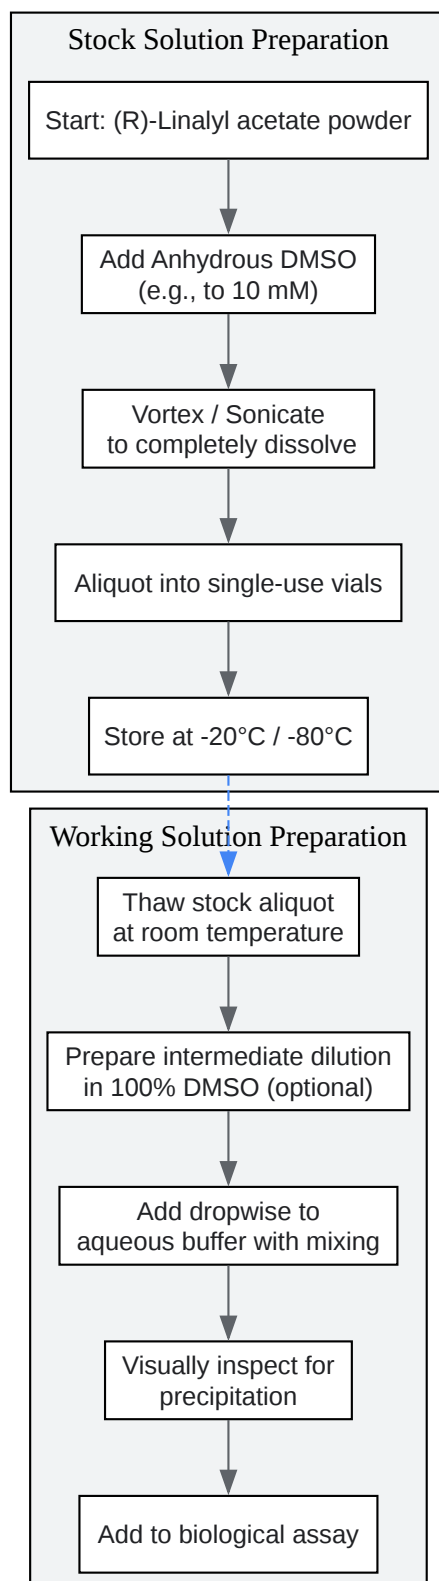 Stock Solution Preparation
Start: (R)-Linalyl acetate powder
Add Anhydrous DMSO
(e.g., to 10 mM)
Vortex / Sonicate
to completely dissolve
Aliquot into single-use vials
Store at -20°C / -80°C
Working Solution Preparation
Thaw stock aliquot
at room temperature
Prepare intermediate dilution
in 100% DMSO (optional)
Add dropwise to
aqueous buffer with mixing
Visually inspect for
precipitation
Add to biological assay